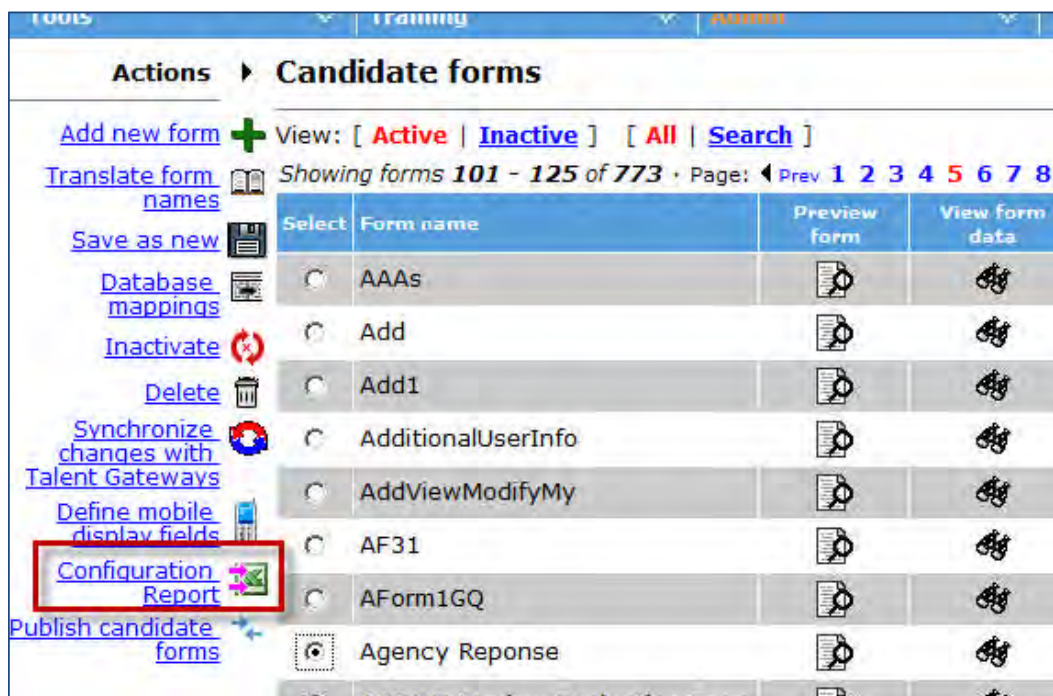 Tools Training Admin
Actions Candidate forms
Add new form
Translate form
names
Save as new
Database
mappings
Inactivate
Delete
Synchronize
changes with
Talent Gateways
Define mobile
display fields
Configuration
Report
Publish candidate
forms
View: [ Active | Inactive ] [ All | Search ]
Showing forms 101 - 125 of 773 · Page: Prev 1 2 3 4 5 6 7 8
Select Form name Preview form View form data
AAAs
Add
Add1
AdditionalUserInfo
AddViewModifyMy
AF31
AForm1GQ
Agency Reponse